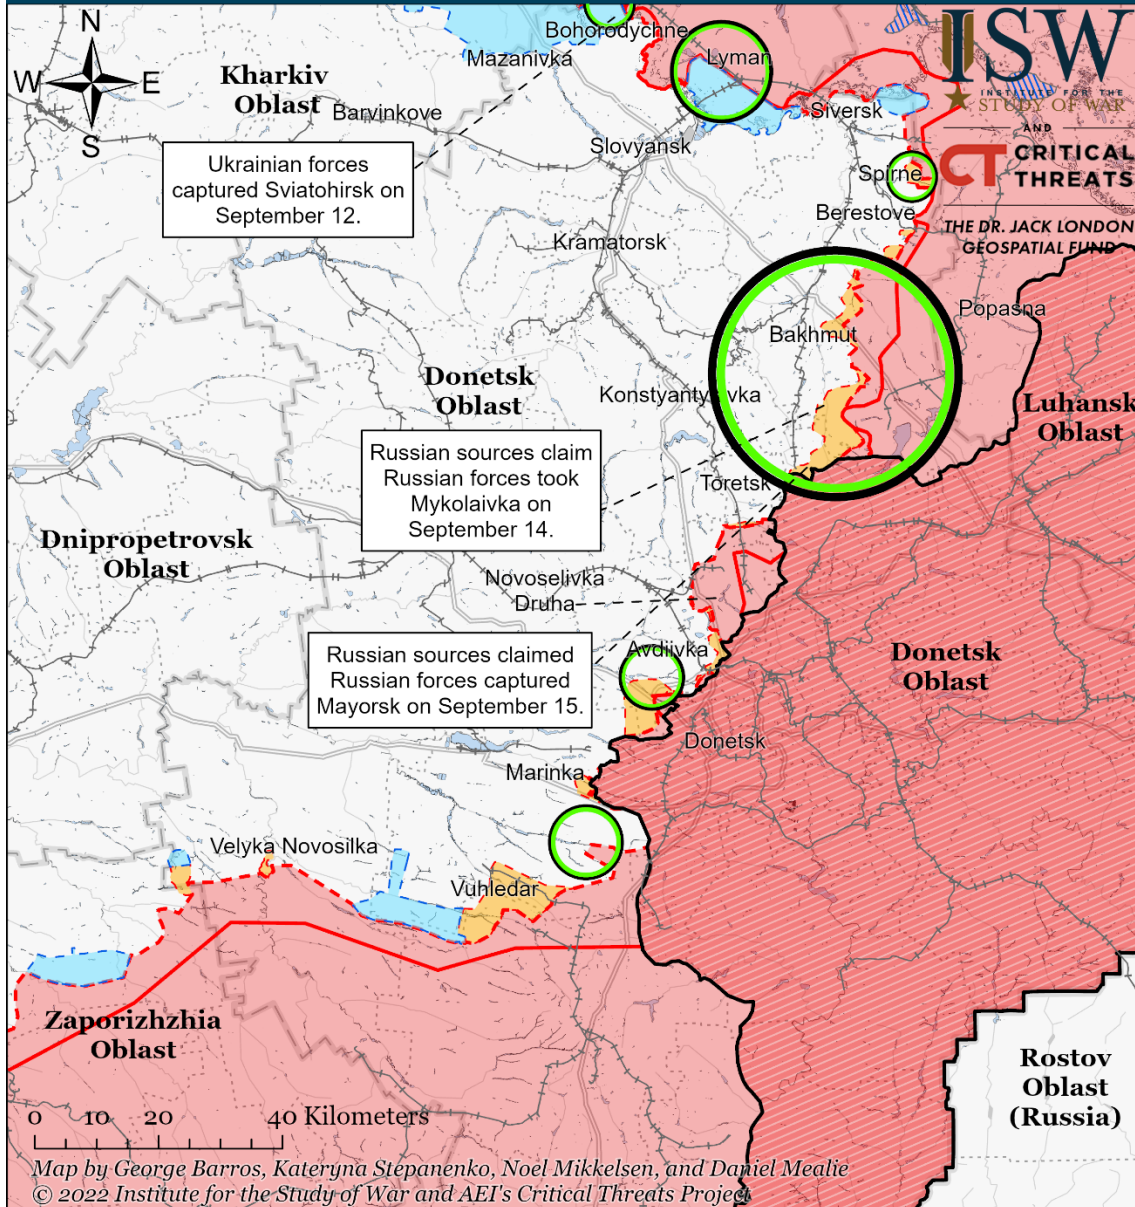 N
W
E
S
Bohorodychne
Mazanivka
Lyman
ISW
INSTITUTE FOR THE
STUDY OF WAR
AND
CT CRITICAL
THREATS
THE DR. JACK LONDON
GEOSPATIAL FUND
Kharkiv
Oblast
Barvinkove
Siversk
Slovyansk
Ukrainian forces
captured Sviatohirsk on
September 12.
Spirne
Berestove
Kramatorsk
Popasna
Bakhmut
Donetsk
Oblast
Konstyantynivka
Luhansk
Oblast
Russian sources claim
Russian forces took
Mykolaivka on
September 14.
Toretsk
Dnipropetrovsk
Oblast
Novoselivka
Druha
Russian sources claimed
Russian forces captured
Mayorsk on September 15.
Avdiivka
Donetsk
Oblast
Donetsk
Marinka
Velyka Novosilka
Vuhledar
Zaporizhzhia
Oblast
Rostov
Oblast
(Russia)
0 10 20 40 Kilometers
Map by George Barros, Kateryna Stepanenko, Noel Mikkelsen, and Daniel Mealie
© 2022 Institute for the Study of War and AEI's Critical Threats Project